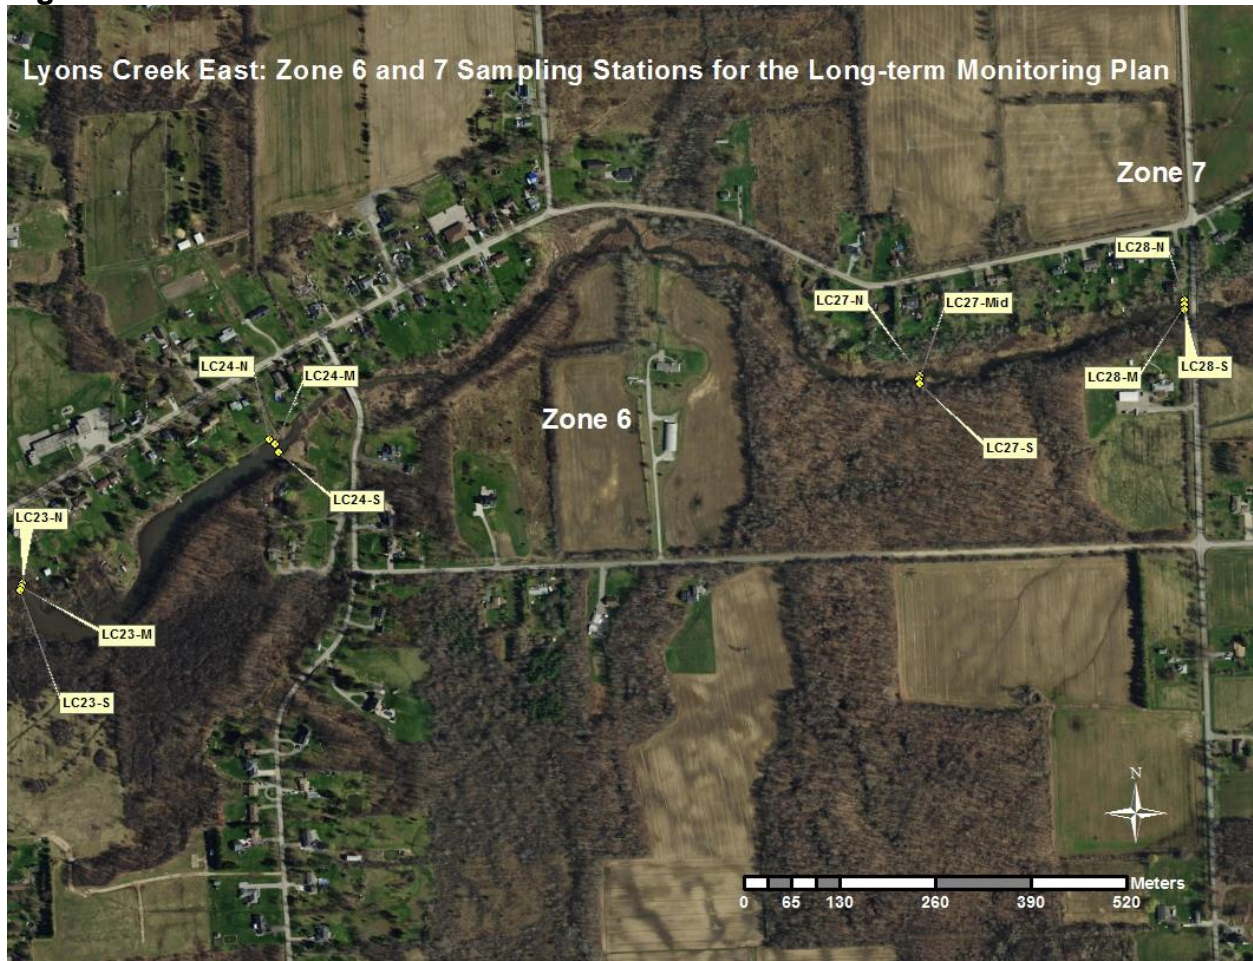 Lyons Creek East: Zone 6 and 7 Sampling Stations for the Long-term Monitoring Plan
Zone 7
LC28-N
LC27-N
LC27-Mid
LC24-N
LC24-M
LC28-M
LC28-S
Zone 6
LC27-S
LC24-S
LC23-N
LC23-M
LC23-S
N
Meters
0 65 130 260 390 520